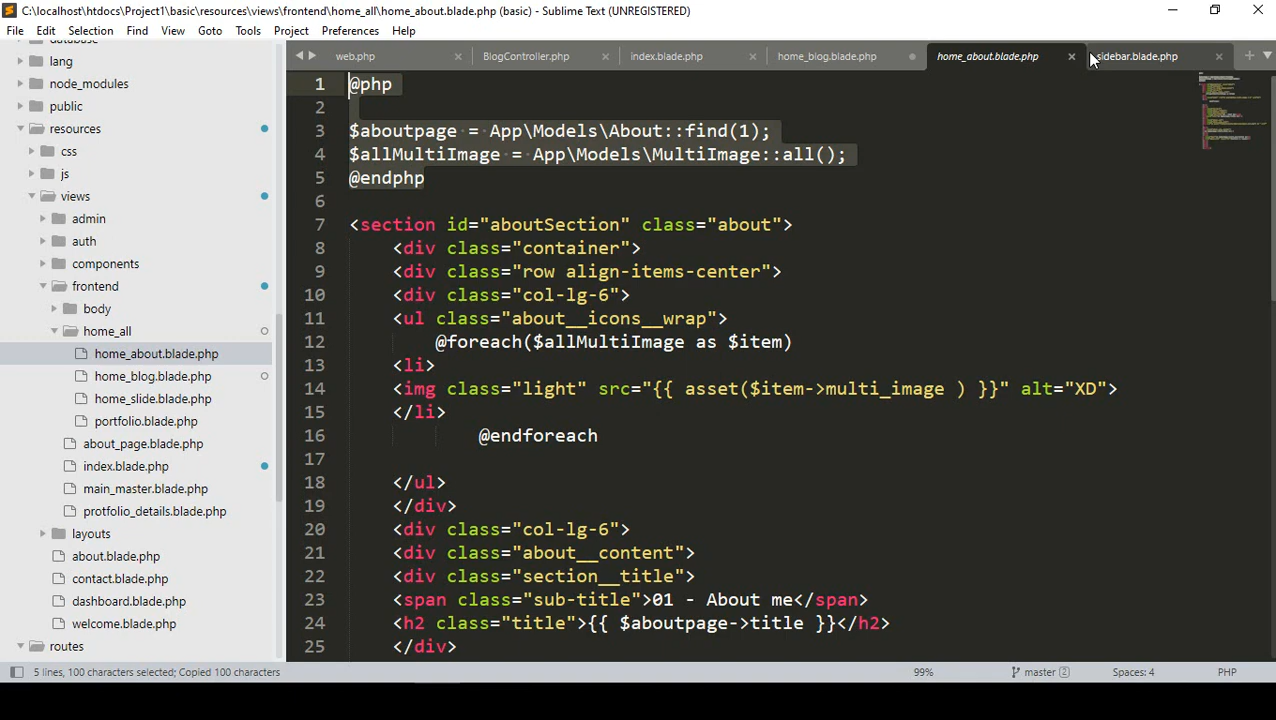 C:\localhost\htdocs\Project1\basic\resources\views\frontend\home_all\home_about.blade.php (basic) - Sublime Text (UNREGISTERED)
File Edit Selection Find View Goto Tools Project Preferences Help
web.php BlogController.php index.blade.php home_blog.blade.php home_about.blade.php sidebar.blade.php
lang
node_modules
public
resources
css
js
views
admin
auth
components
frontend
body
home_all
home_about.blade.php
home_blog.blade.php
home_slide.blade.php
portfolio.blade.php
about_page.blade.php
index.blade.php
main_master.blade.php
protfolio_details.blade.php
layouts
about.blade.php
contact.blade.php
dashboard.blade.php
welcome.blade.php
routes
1 @php
2
3 $aboutpage = App\Models\About::find(1);
4 $allMultiImage = App\Models\MultiImage::all();
5 @endphp
6
7 <section id="aboutSection" class="about">
8 <div class="container">
9 <div class="row align-items-center">
10 <div class="col-lg-6">
11 <ul class="about__icons__wrap">
12 @foreach($allMultiImage as $item)
13 <li>
14 <img class="light" src="{{ asset($item->multi_image ) }}" alt="XD">
15 </li>
16 @endforeach
17
18 </ul>
19 </div>
20 <div class="col-lg-6">
21 <div class="about__content">
22 <div class="section__title">
23 <span class="sub-title">01 - About me</span>
24 <h2 class="title">{{ $aboutpage->title }}</h2>
25 </div>
5 lines, 100 characters selected; Copied 100 characters 99% master 2 Spaces: 4 PHP